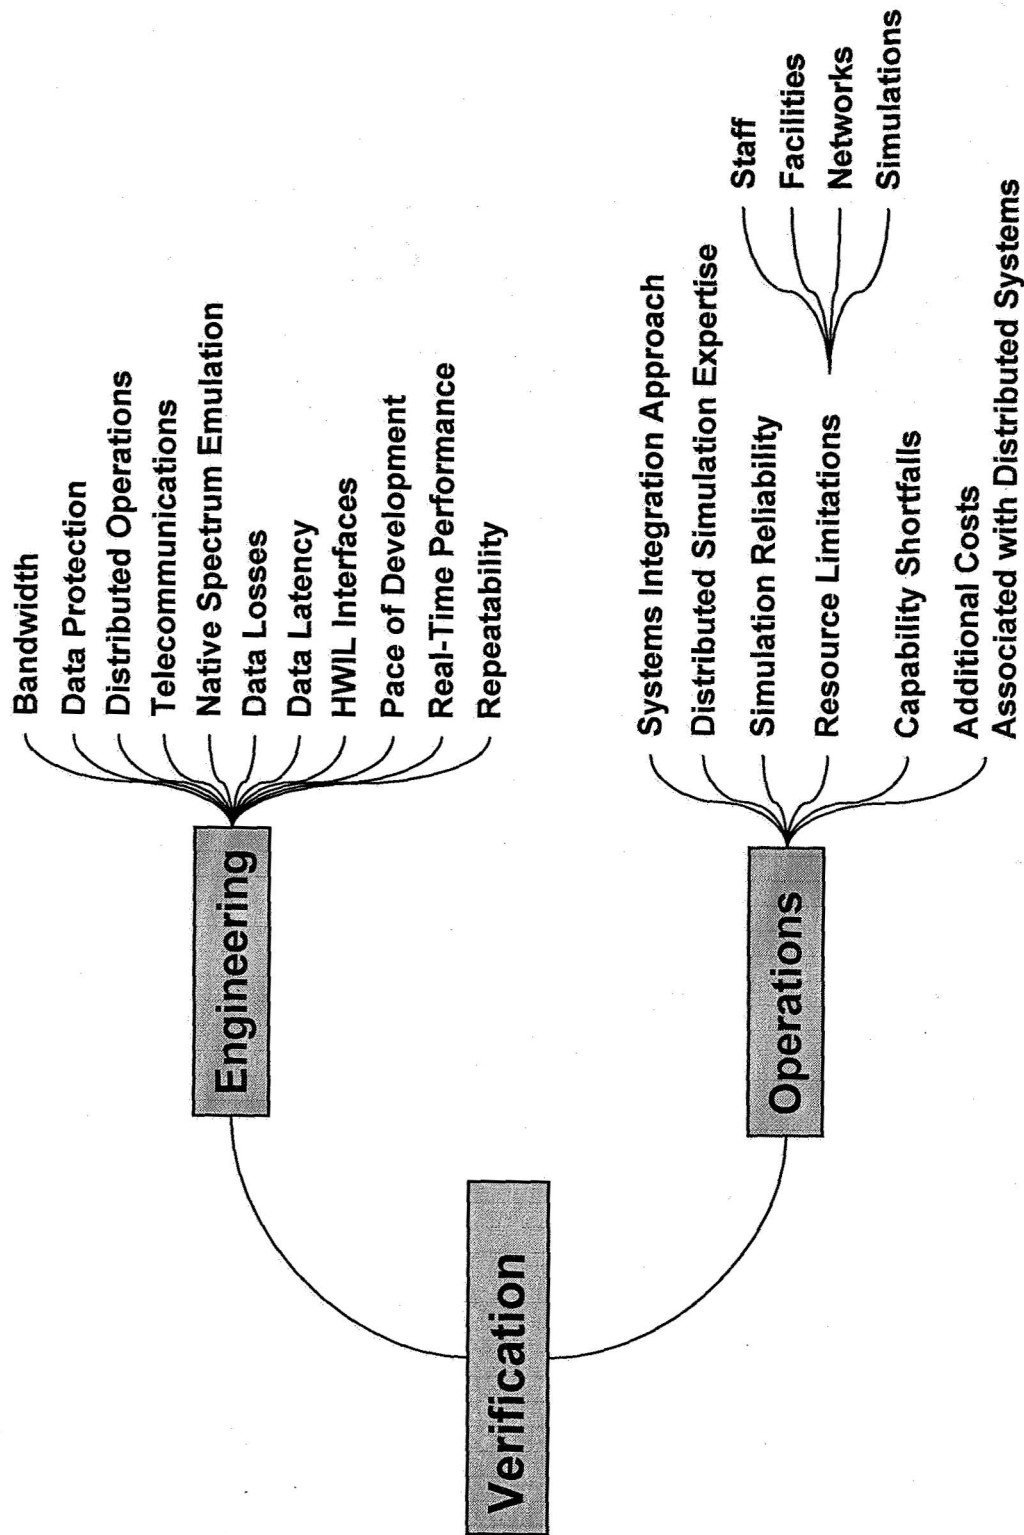 Verification
Engineering
Bandwidth
Data Protection
Distributed Operations
Telecommunications
Native Spectrum Emulation
Data Losses
Data Latency
HWIL Interfaces
Pace of Development
Real-Time Performance
Repeatability
Operations
Systems Integration Approach
Distributed Simulation Expertise
Simulation Reliability
Resource Limitations
Staff
Facilities
Networks
Simulations
Capability Shortfalls
Additional Costs
Associated with Distributed Systems